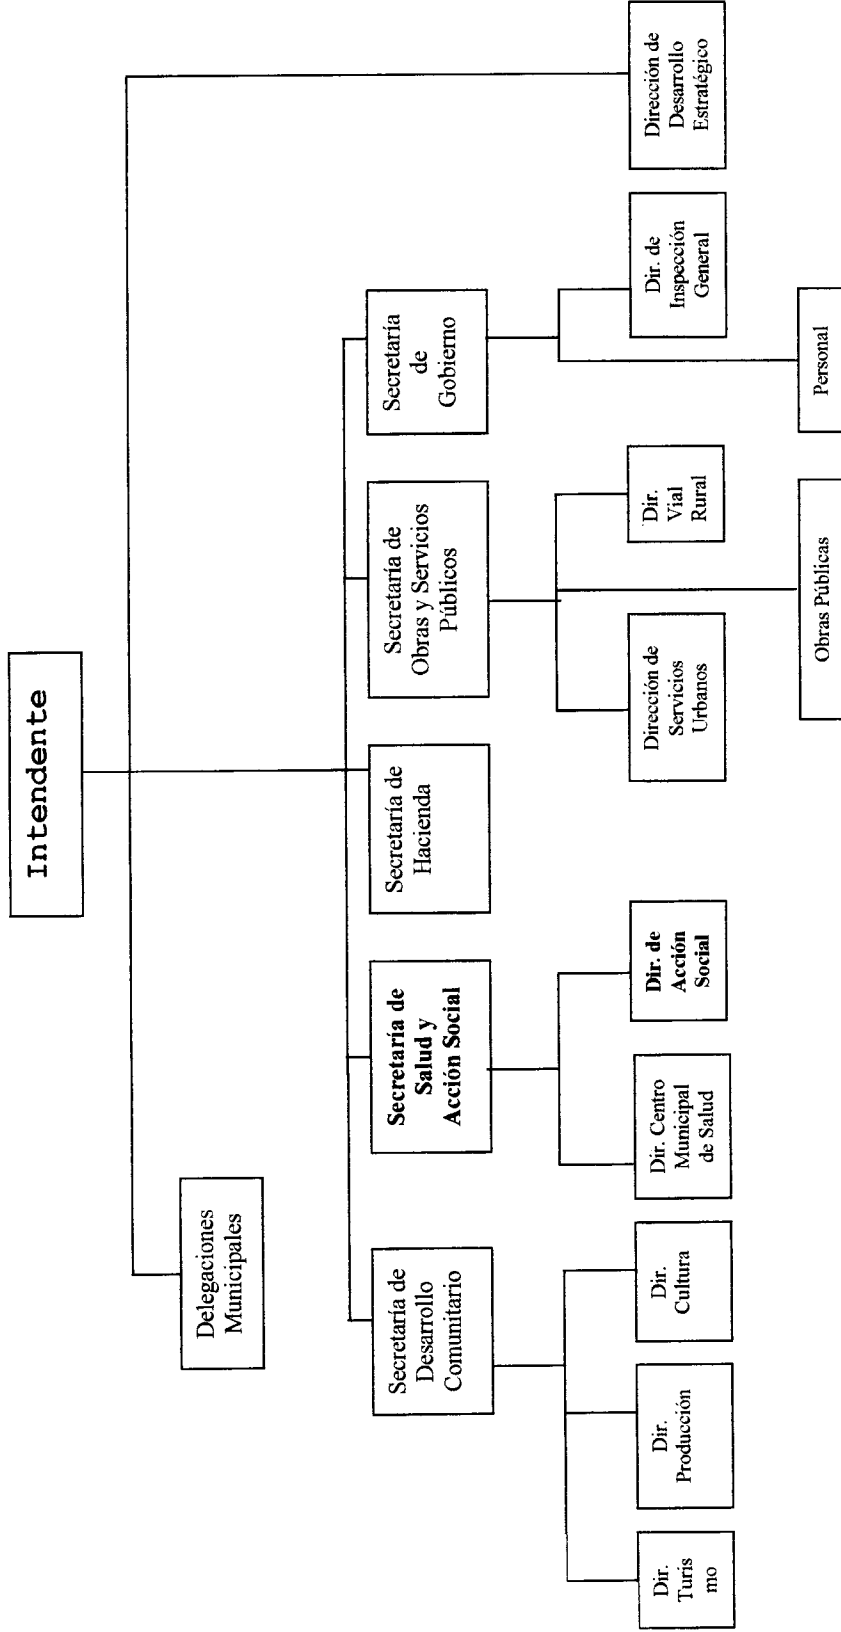 Intendente
Delegaciones
Municipales
Secretaría de
Desarrollo
Comunitario
Secretaría de
Salud y
Acción Social
Secretaría de
Hacienda
Secretaría de
Obras y Servicios
Públicos
Secretaría
de
Gobierno
Dir.
Turis
mo
Dir.
Producción
Dir.
Cultura
Dir. Centro
Municipal
de Salud
Dir. de
Acción
Social
Dirección de
Servicios
Urbanos
Dir.
Vial
Rural
Dir. de
Inspección
General
Dirección de
Desarrollo
Estratégico
Obras Públicas
Personal